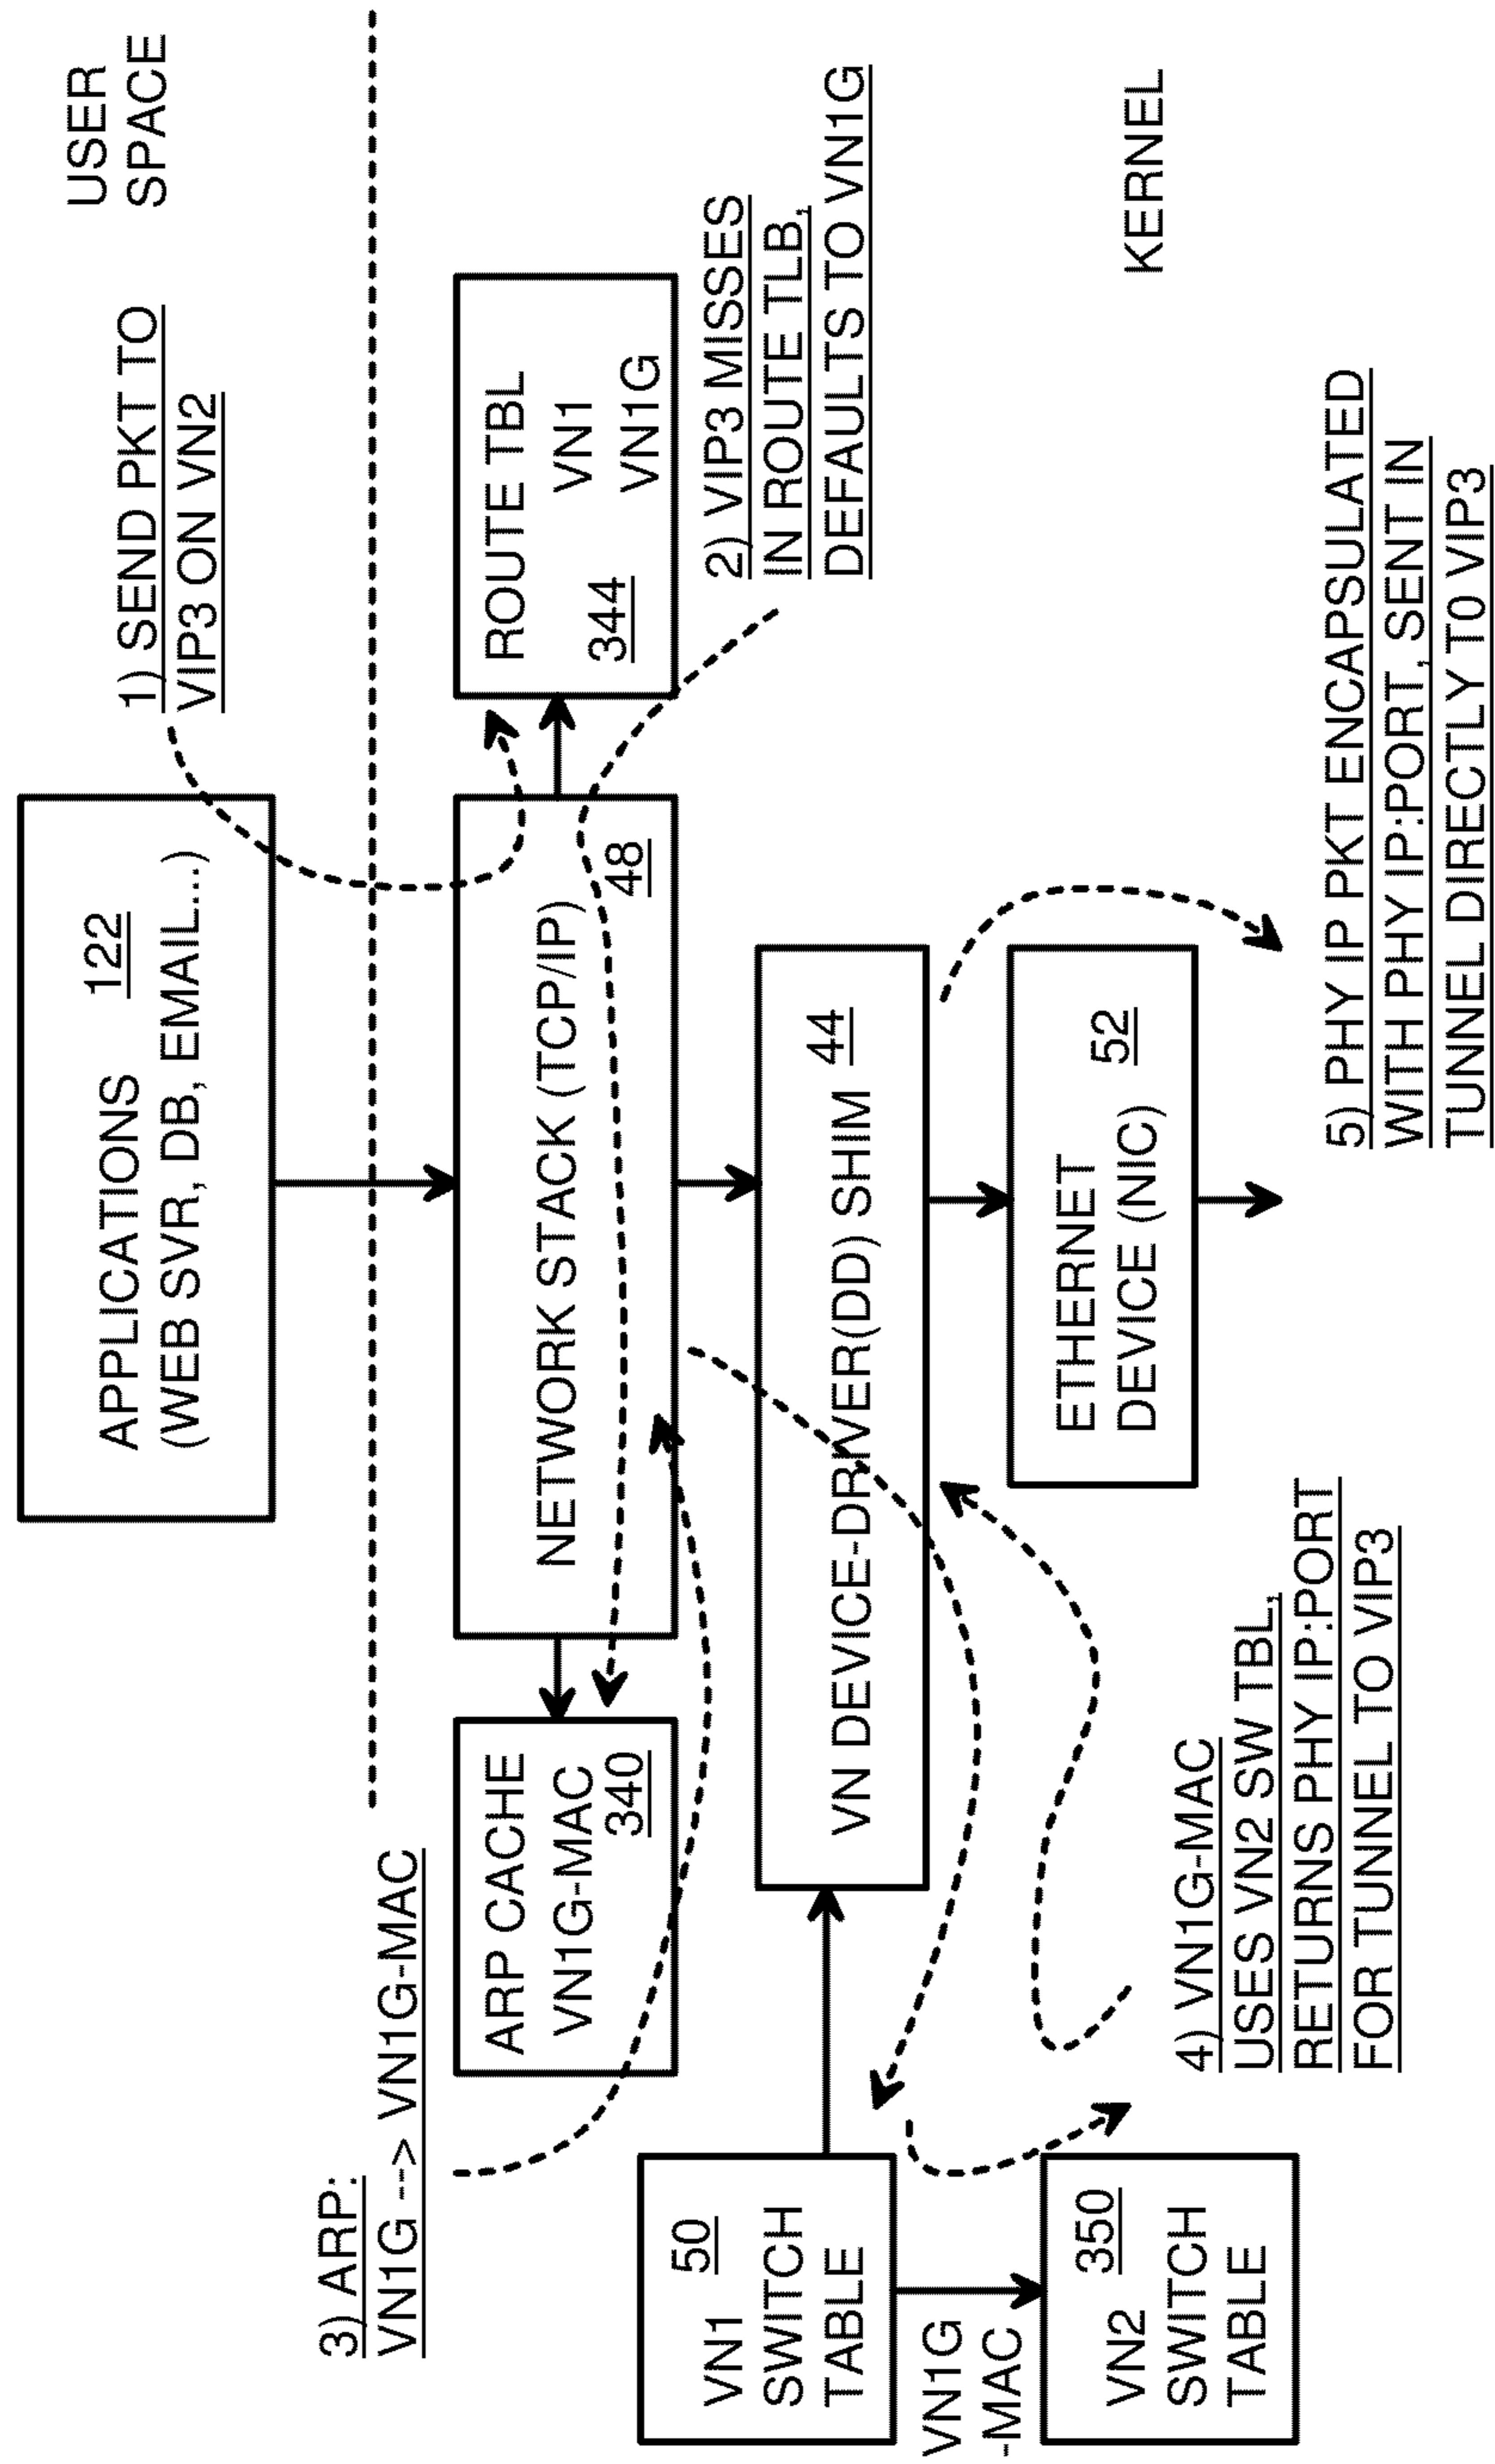 USER
SPACE
1) SEND PKT TO
VIP3 ON VN2
APPLICATIONS 122
(WEB SVR, DB, EMAIL...)
3) ARP:
VN1G --> VN1G-MAC
ARP CACHE
VN1G-MAC
340
NETWORK STACK (TCP/IP)
48
ROUTE TBL
VN1
344
VN1G
2) VIP3 MISSES
IN ROUTE TLB,
DEFAULTS TO VN1G
50
VN1
SWITCH
TABLE
VN DEVICE-DRIVER(DD) SHIM 44
VN1G
-MAC
350
VN2
SWITCH
TABLE
ETHERNET
DEVICE (NIC) 52
KERNEL
4) VN1G-MAC
USES VN2 SW TBL,
RETURNS PHY IP:PORT
FOR TUNNEL TO VIP3
5) PHY IP PKT ENCAPSULATED
WITH PHY IP:PORT, SENT IN
TUNNEL DIRECTLY T0 VIP3